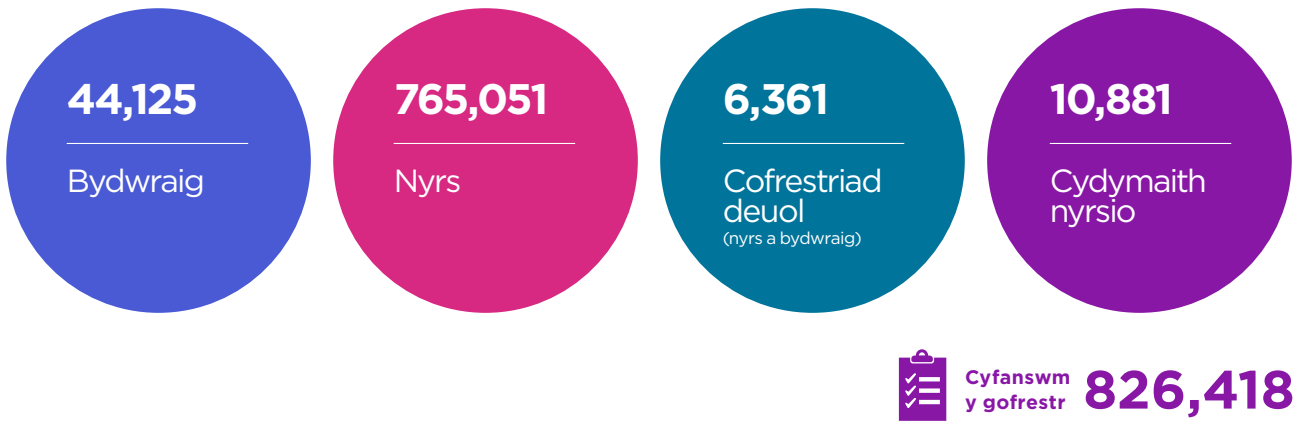 44,125
Bydwraig
765,051
Nyrs
6,361
Cofrestriad
deuol
(nyrs a bydwraig)
10,881
Cydymaith
nyrsio
Cyfanswm
y gofrestr
826,418